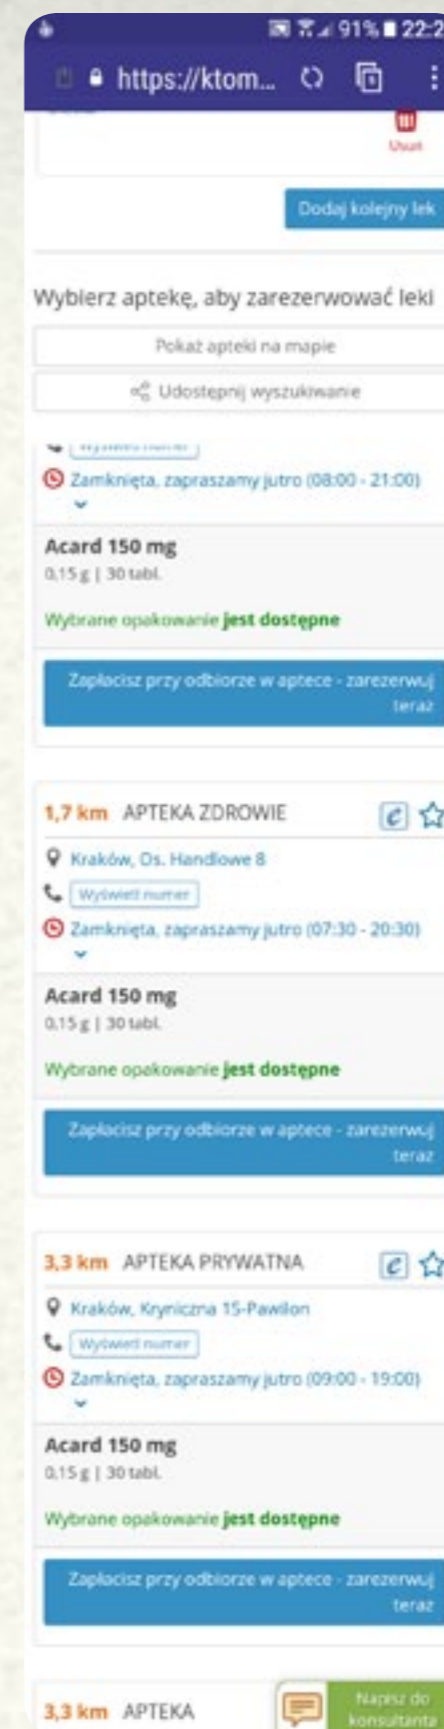 91% 22:2
https://ktom...
Usuń
Dodaj kolejny lek
Wybierz aptekę, aby zarezerwować leki
Pokaż apteki na mapie
Udostępnij wyszukiwanie
Wyświetl numer
Zamknięta, zapraszamy jutro (08:00 - 21:00)
Acard 150 mg
0,15 g | 30 tabl.
Wybrane opakowanie jest dostępne
Zapłacisz przy odbiorze w aptece - zarezerwuj
teraz
1,7 km APTEKA ZDROWIE
Kraków, Os. Handlowe 8
Wyświetl numer
Zamknięta, zapraszamy jutro (07:30 - 20:30)
Acard 150 mg
0,15 g | 30 tabl.
Wybrane opakowanie jest dostępne
Zapłacisz przy odbiorze w aptece - zarezerwuj
teraz
3,3 km APTEKA PRYWATNA
Kraków, Kryniczna 15-Pawilon
Wyświetl numer
Zamknięta, zapraszamy jutro (09:00 - 19:00)
Acard 150 mg
0,15 g | 30 tabl.
Wybrane opakowanie jest dostępne
Zapłacisz przy odbiorze w aptece - zarezerwuj
teraz
3,3 km APTEKA
Napisz do
konsultanta